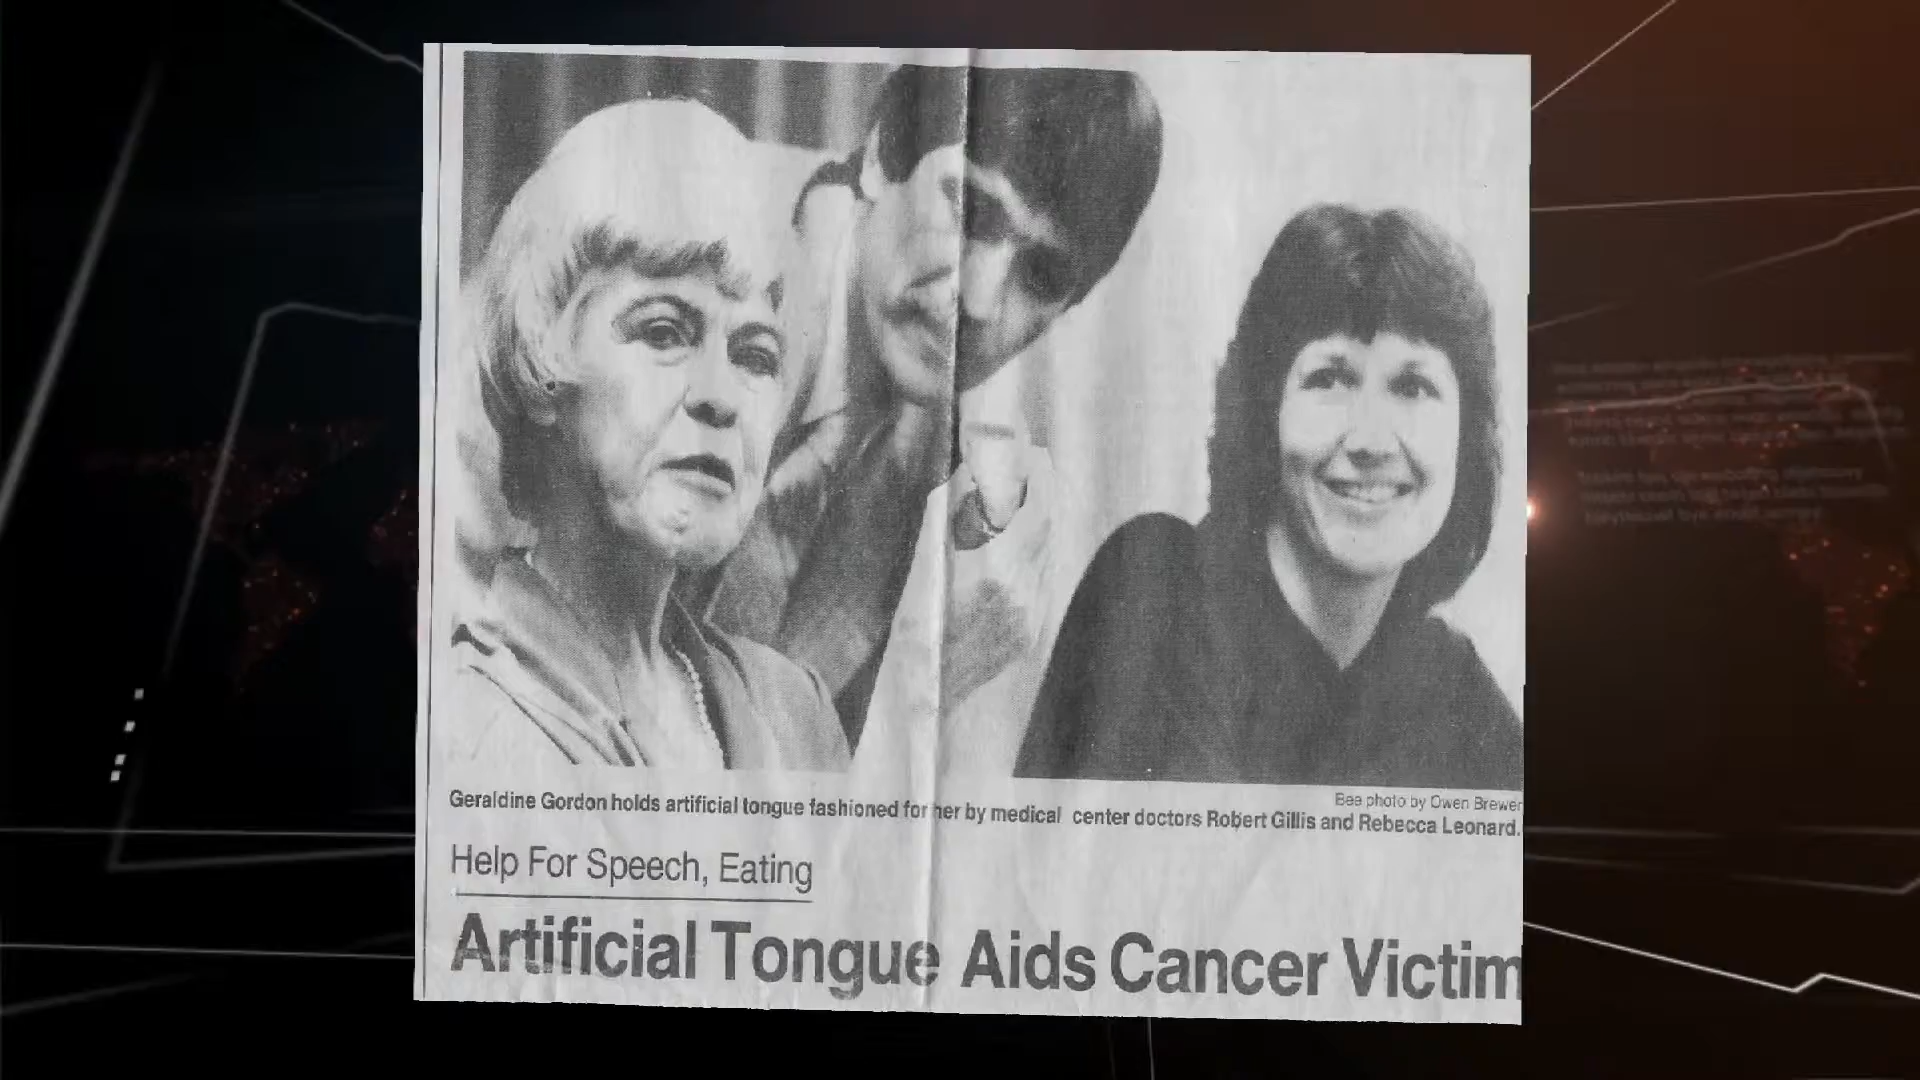 Bee photo by Owen Brewer
Geraldine Gordon holds artificial tongue fashioned for her by medical center doctors Robert Gillis and Rebecca Leonard.
Help For Speech, Eating
Artificial Tongue Aids Cancer Victim